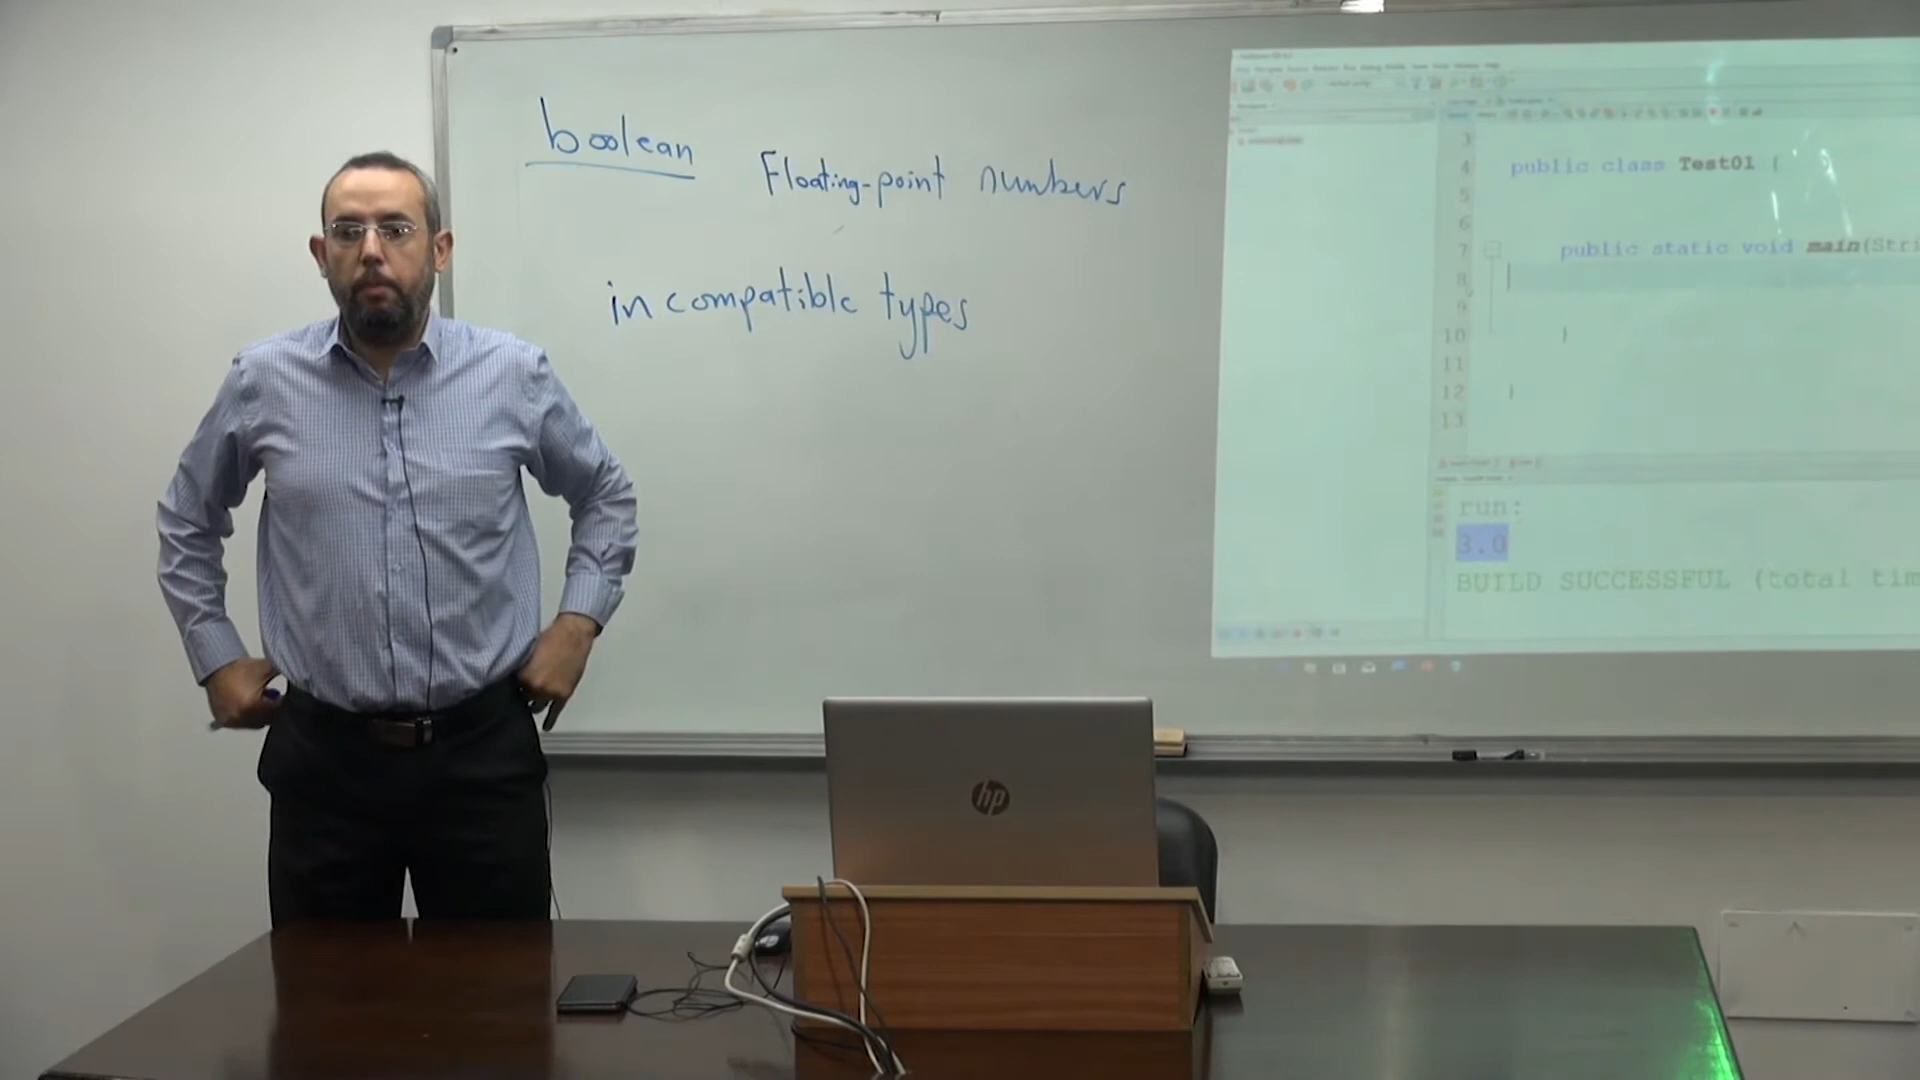 boolean
Floating-point numbers
incompatible types
3
4 public class Test01 {
5
6
7 public static void main(Stri
8
9
10 }
11
12 }
13
run:
3.0
BUILD SUCCESSFUL (total tim
hp